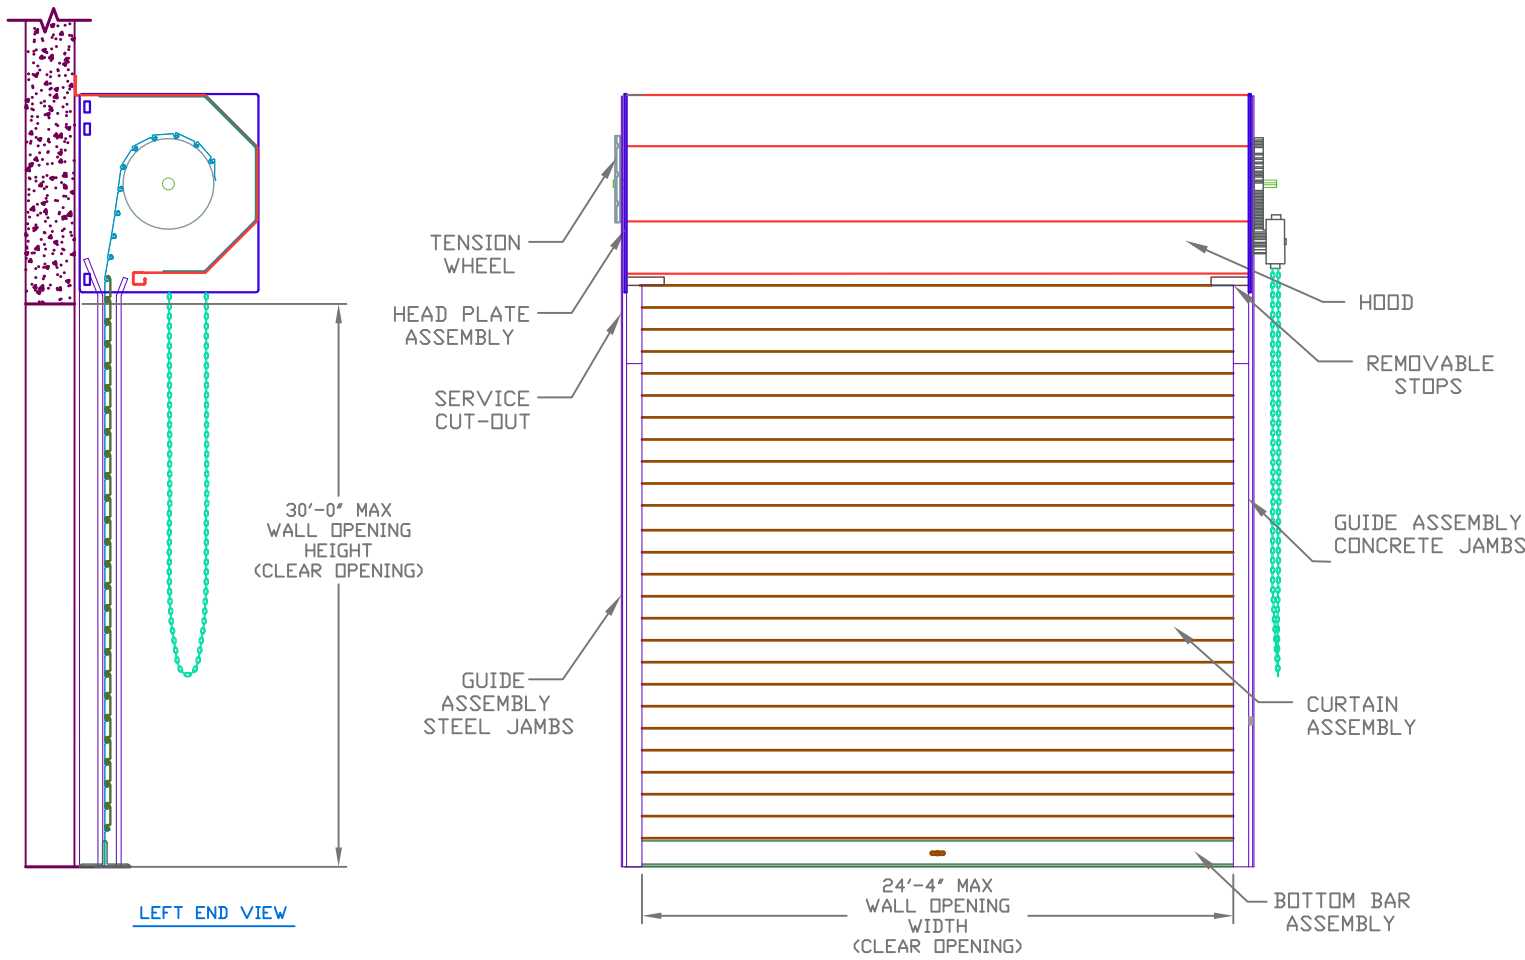 TENSION
WHEEL
HEAD PLATE
ASSEMBLY
SERVICE
CUT-OUT
30'-0" MAX
WALL OPENING
HEIGHT
(CLEAR OPENING)
GUIDE
ASSEMBLY
STEEL JAMBS
HOOD
REMOVABLE
STOPS
GUIDE ASSEMBLY
CONCRETE JAMBS
CURTAIN
ASSEMBLY
BOTTOM BAR
ASSEMBLY
24'-4" MAX
WALL OPENING
WIDTH
(CLEAR OPENING)
LEFT END VIEW